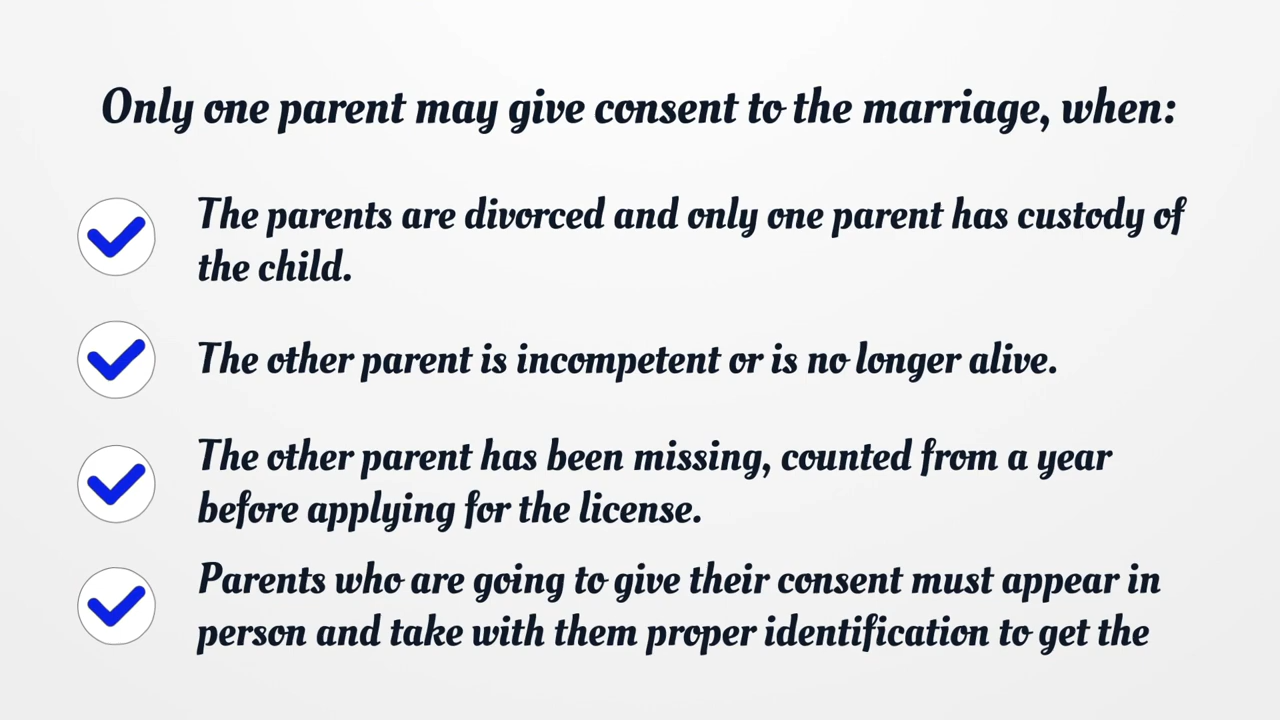 Only one parent may give consent to the marriage, when:
The parents are divorced and only one parent has custody of
the child.
The other parent is incompetent or is no longer alive.
The other parent has been missing, counted from a year
before applying for the license.
Parents who are going to give their consent must appear in
person and take with them proper identification to get the